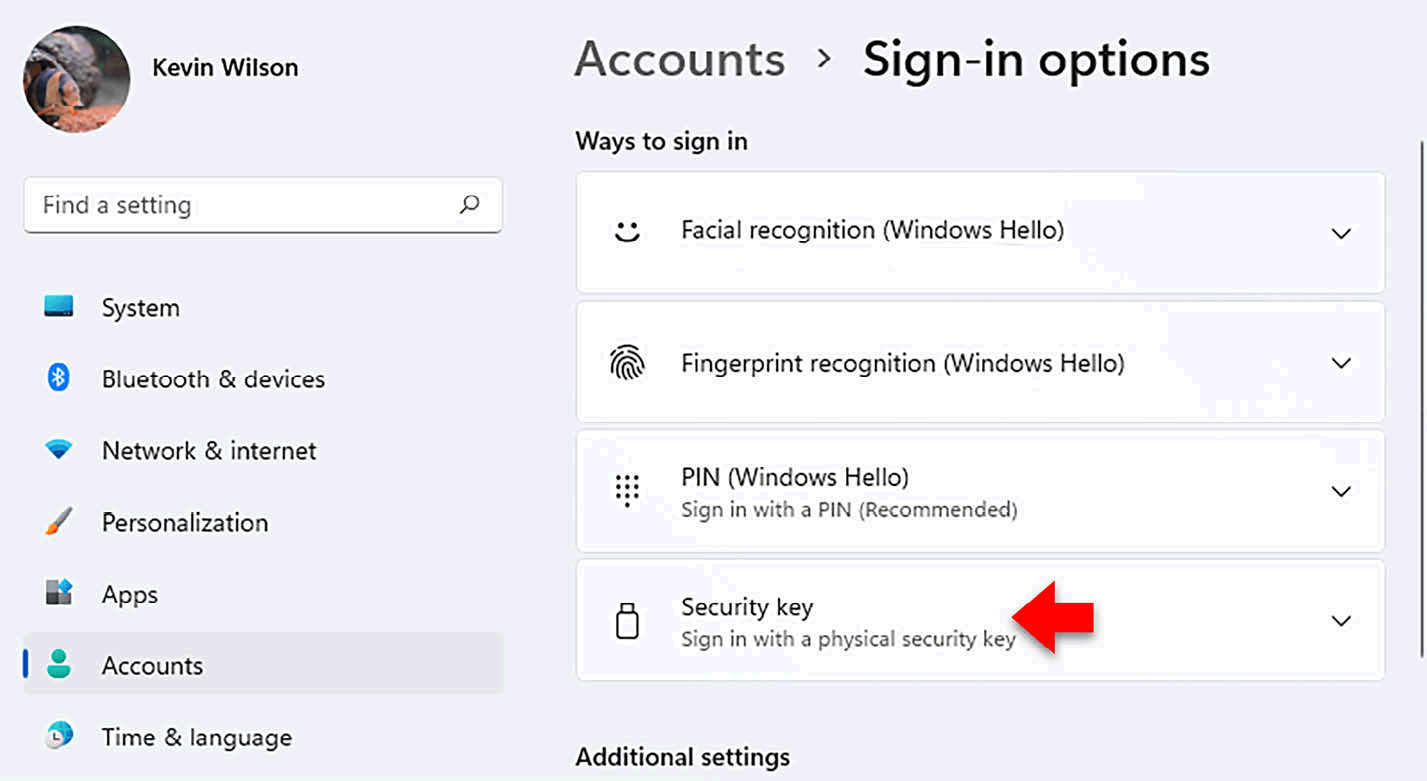 Kevin Wilson
Find a setting
System
Bluetooth & devices
Network & internet
Personalization
Apps
Accounts
Time & language
Accounts > Sign-in options
Ways to sign in
Facial recognition (Windows Hello)
Fingerprint recognition (Windows Hello)
PIN (Windows Hello)
Sign in with a PIN (Recommended)
Security key
Sign in with a physical security key
Additional settings